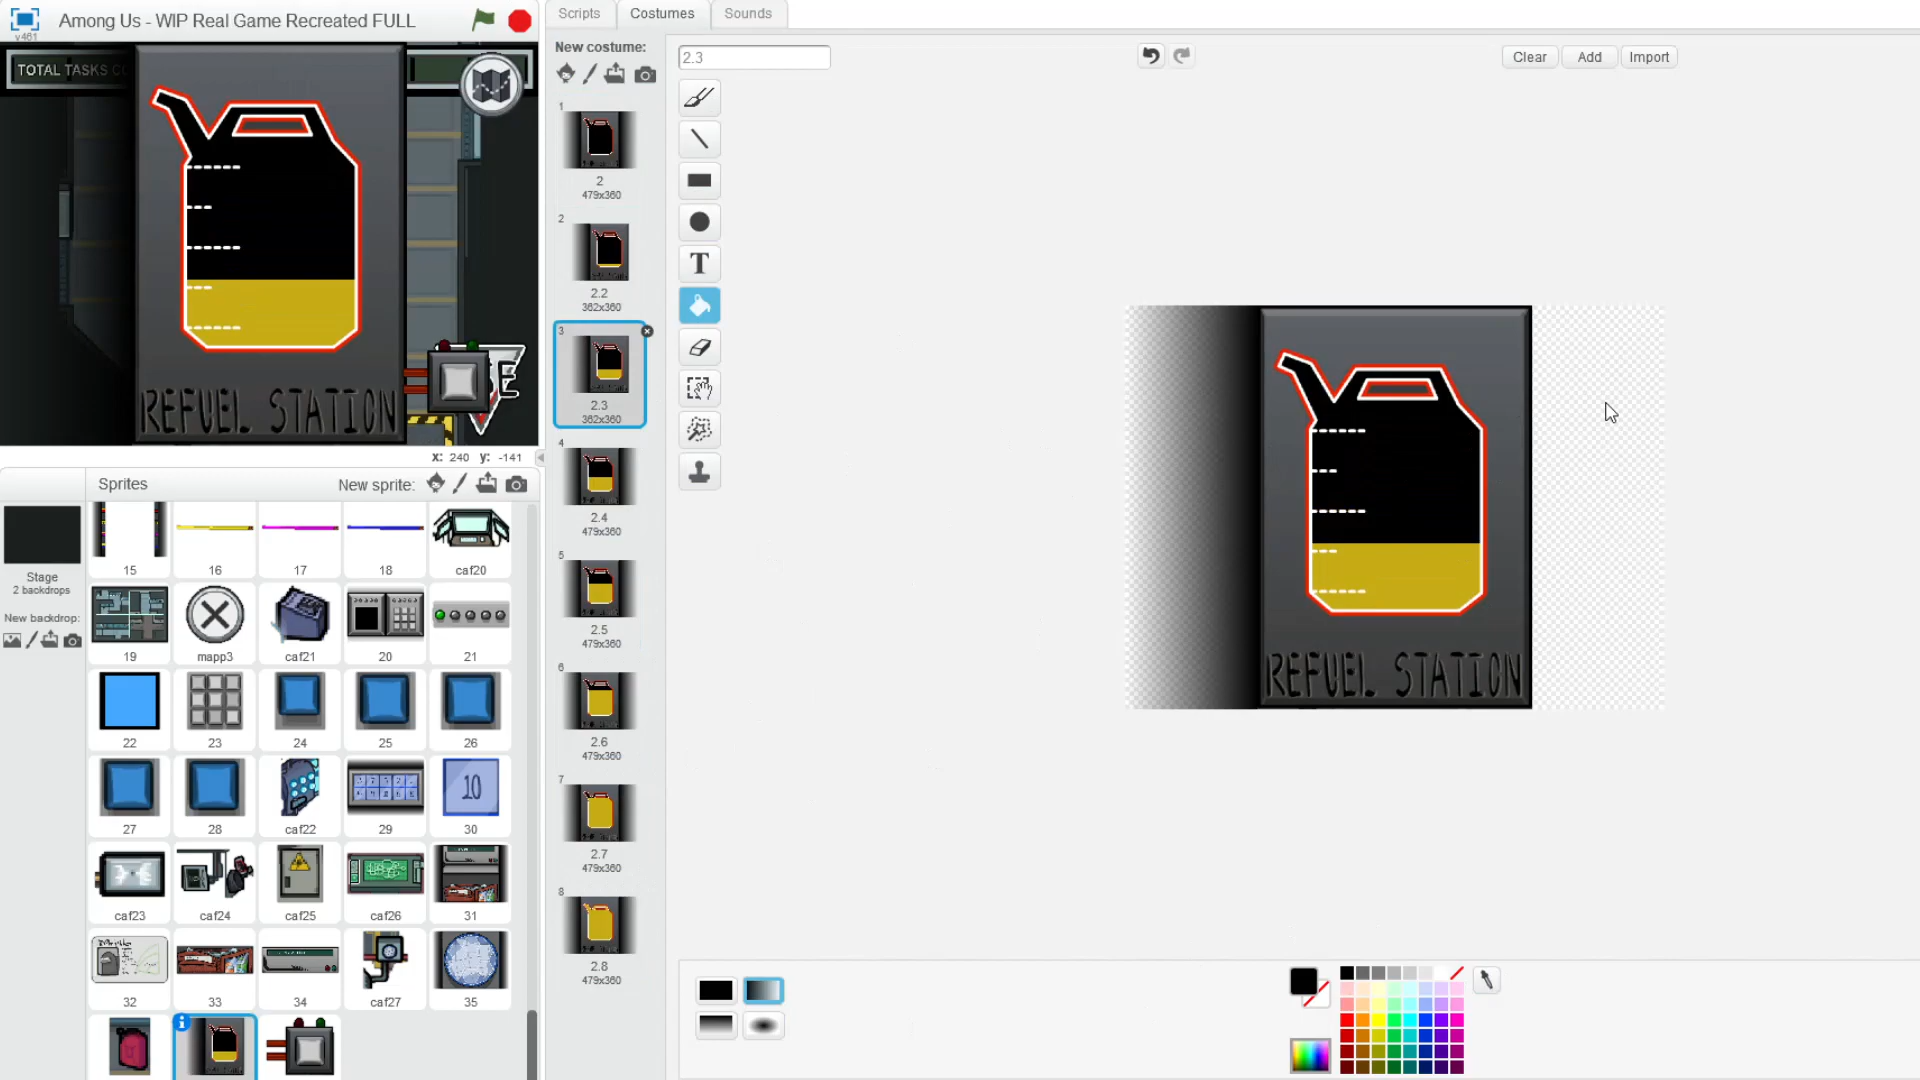 Among Us - WIP Real Game Recreated FULL
v461
Scripts
Costumes
Sounds
New costume:
2.3
Clear
Add
Import
TOTAL TASKS
REFUEL STATION
x: 240 y: -141
Sprites
New sprite:
Stage
2 backdrops
New backdrop:
15
16
17
18
caf20
19
mapp3
caf21
20
21
22
23
24
25
26
27
28
caf22
29
10
30
caf23
caf24
caf25
caf26
31
32
33
34
caf27
35
1
2
479x360
2
2.2
362x360
3
2.3
362x360
4
2.4
479x360
5
2.5
479x360
6
2.6
479x360
7
2.7
479x360
8
2.8
479x360
T
REFUEL STATION